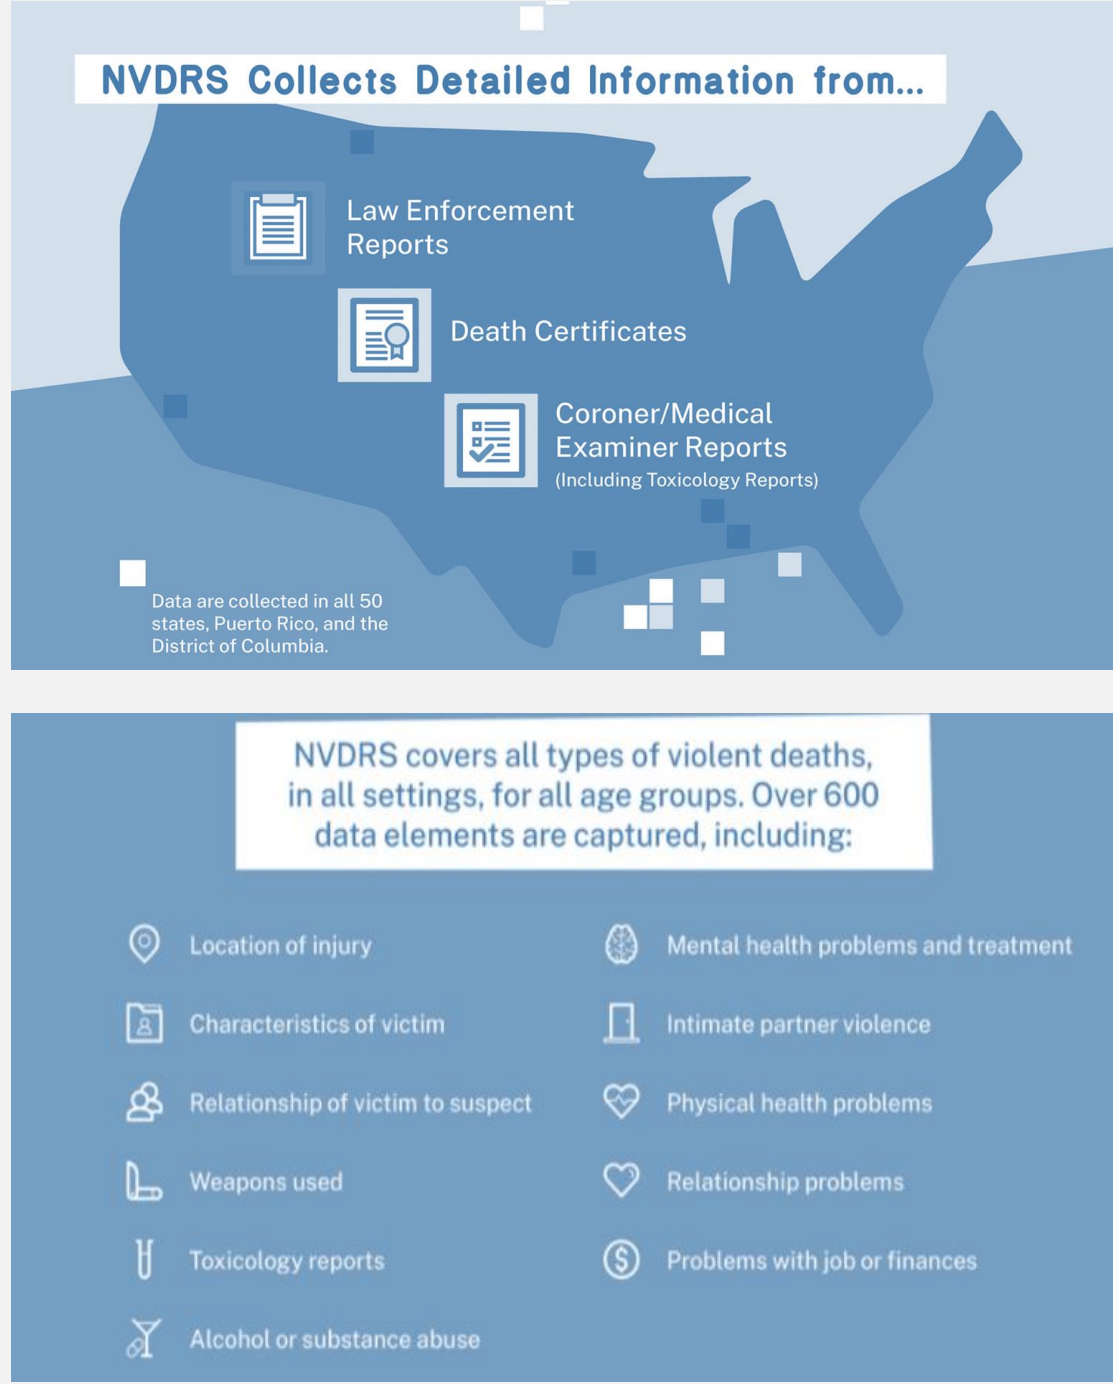 NVDRS Collects Detailed Information from...
Law Enforcement
Reports
Death Certificates
Coroner/Medical
Examiner Reports
(Including Toxicology Reports)
Data are collected in all 50
states, Puerto Rico, and the
District of Columbia.
NVDRS covers all types of violent deaths,
in all settings, for all age groups. Over 600
data elements are captured, including:
Location of injury
Characteristics of victim
Relationship of victim to suspect
Weapons used
Toxicology reports
Alcohol or substance abuse
Mental health problems and treatment
Intimate partner violence
Physical health problems
Relationship problems
Problems with job or finances